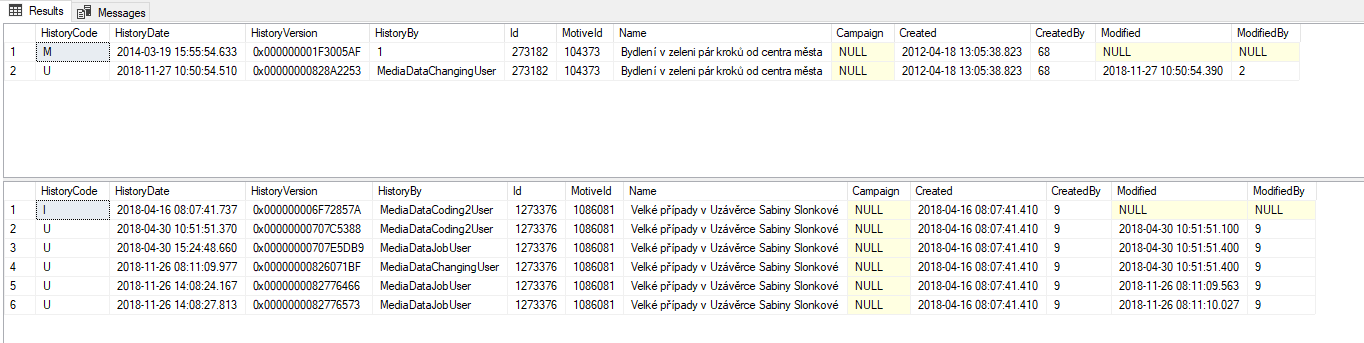 Results Messages
HistoryCode HistoryDate HistoryVersion HistoryBy Id MotiveId Name Campaign Created CreatedBy Modified ModifiedBy
1 M 2014-03-19 15:55:54.633 0x000000001F3005AF 1 273182 104373 Bydlení v zeleni pár kroků od centra města NULL 2012-04-18 13:05:38.823 68 NULL NULL
2 U 2018-11-27 10:50:54.510 0x00000000828A2253 MediaDataChangingUser 273182 104373 Bydlení v zeleni pár kroků od centra města NULL 2012-04-18 13:05:38.823 68 2018-11-27 10:50:54.390 2
HistoryCode HistoryDate HistoryVersion HistoryBy Id MotiveId Name Campaign Created CreatedBy Modified ModifiedBy
1 I 2018-04-16 08:07:41.737 0x000000006F72857A MediaDataCoding2User 1273376 1086081 Velké případy v Uzávěrce Sabiny Slonkové NULL 2018-04-16 08:07:41.410 9 NULL NULL
2 U 2018-04-30 10:51:51.370 0x00000000707C5388 MediaDataCoding2User 1273376 1086081 Velké případy v Uzávěrce Sabiny Slonkové NULL 2018-04-16 08:07:41.410 9 2018-04-30 10:51:51.100 9
3 U 2018-04-30 15:24:48.660 0x00000000707E5DB9 MediaDataJobUser 1273376 1086081 Velké případy v Uzávěrce Sabiny Slonkové NULL 2018-04-16 08:07:41.410 9 2018-04-30 10:51:51.400 9
4 U 2018-11-26 08:11:09.977 0x00000000826071BF MediaDataChangingUser 1273376 1086081 Velké případy v Uzávěrce Sabiny Slonkové NULL 2018-04-16 08:07:41.410 9 2018-04-30 10:51:51.400 9
5 U 2018-11-26 14:08:24.167 0x0000000082776466 MediaDataJobUser 1273376 1086081 Velké případy v Uzávěrce Sabiny Slonkové NULL 2018-04-16 08:07:41.410 9 2018-11-26 08:11:09.563 9
6 U 2018-11-26 14:08:27.813 0x0000000082776573 MediaDataJobUser 1273376 1086081 Velké případy v Uzávěrce Sabiny Slonkové NULL 2018-04-16 08:07:41.410 9 2018-11-26 08:11:10.027 9